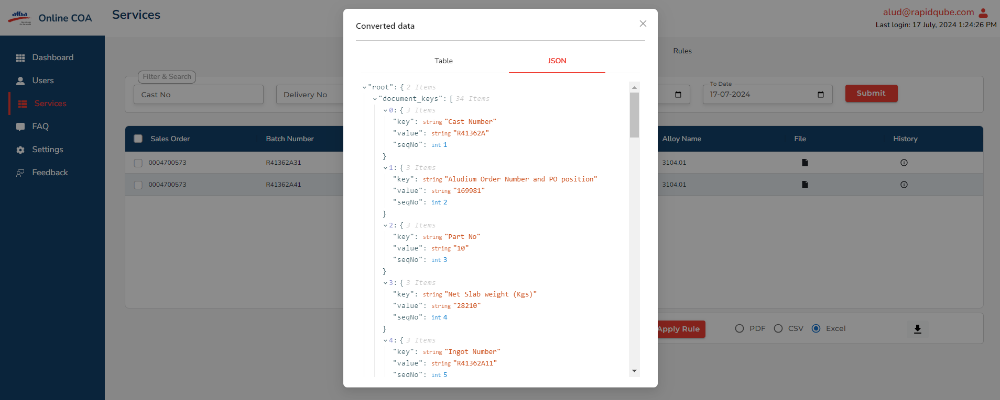 alba
Aluminium for the world
Online COA
Services
alud@rapidqube.com
Last login: 17 July, 2024 1:24:26 PM
Dashboard
Users
Services
FAQ
Settings
Feedback
Rules
Filter & Search
Cast No
Delivery No
To Date
17-07-2024
Submit
Sales Order
Batch Number
Alloy Name
File
History
0004700573
R41362A31
3104.01
0004700573
R41362A41
3104.01
Apply Rule
PDF
CSV
Excel
Converted data
Table
JSON
"root": { 2 Items
"document_keys": [ 34 Items
0: { 3 Items
"key": string "Cast Number"
"value": string "R41362A"
"seqNo": int 1
}
1: { 3 Items
"key": string "Aludium Order Number and PO position"
"value": string "169981"
"seqNo": int 2
}
2: { 3 Items
"key": string "Part No"
"value": string "10"
"seqNo": int 3
}
3: { 3 Items
"key": string "Net Slab weight (Kgs)"
"value": string "28210"
"seqNo": int 4
}
4: { 3 Items
"key": string "Ingot Number"
"value": string "R41362A11"
"seqNo": int 5